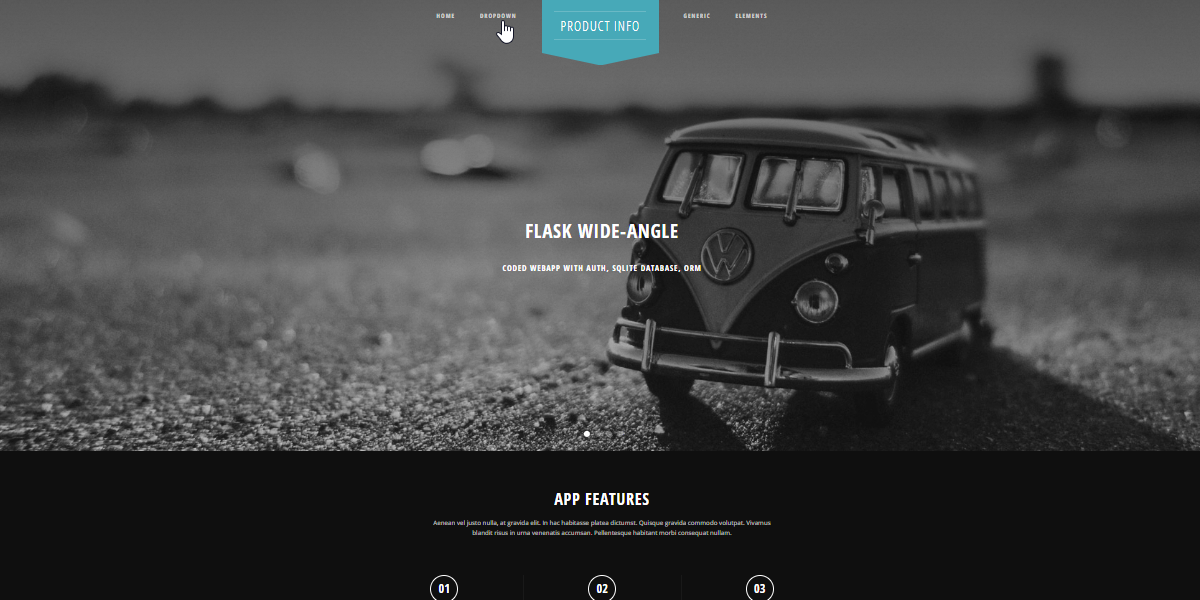 HOME DROPDOWN PRODUCT INFO GENERIC ELEMENTS
FLASK WIDE-ANGLE
CODED WEBAPP WITH AUTH, SQLITE DATABASE, ORM
APP FEATURES
Aenean vel justo nulla, at gravida elit. In hac habitasse platea dictumst. Quisque gravida commodo volutpat. Vivamus
blandit risus in urna venenatis accumsan. Pellentesque habitant morbi consequat nullam.
01 02 03